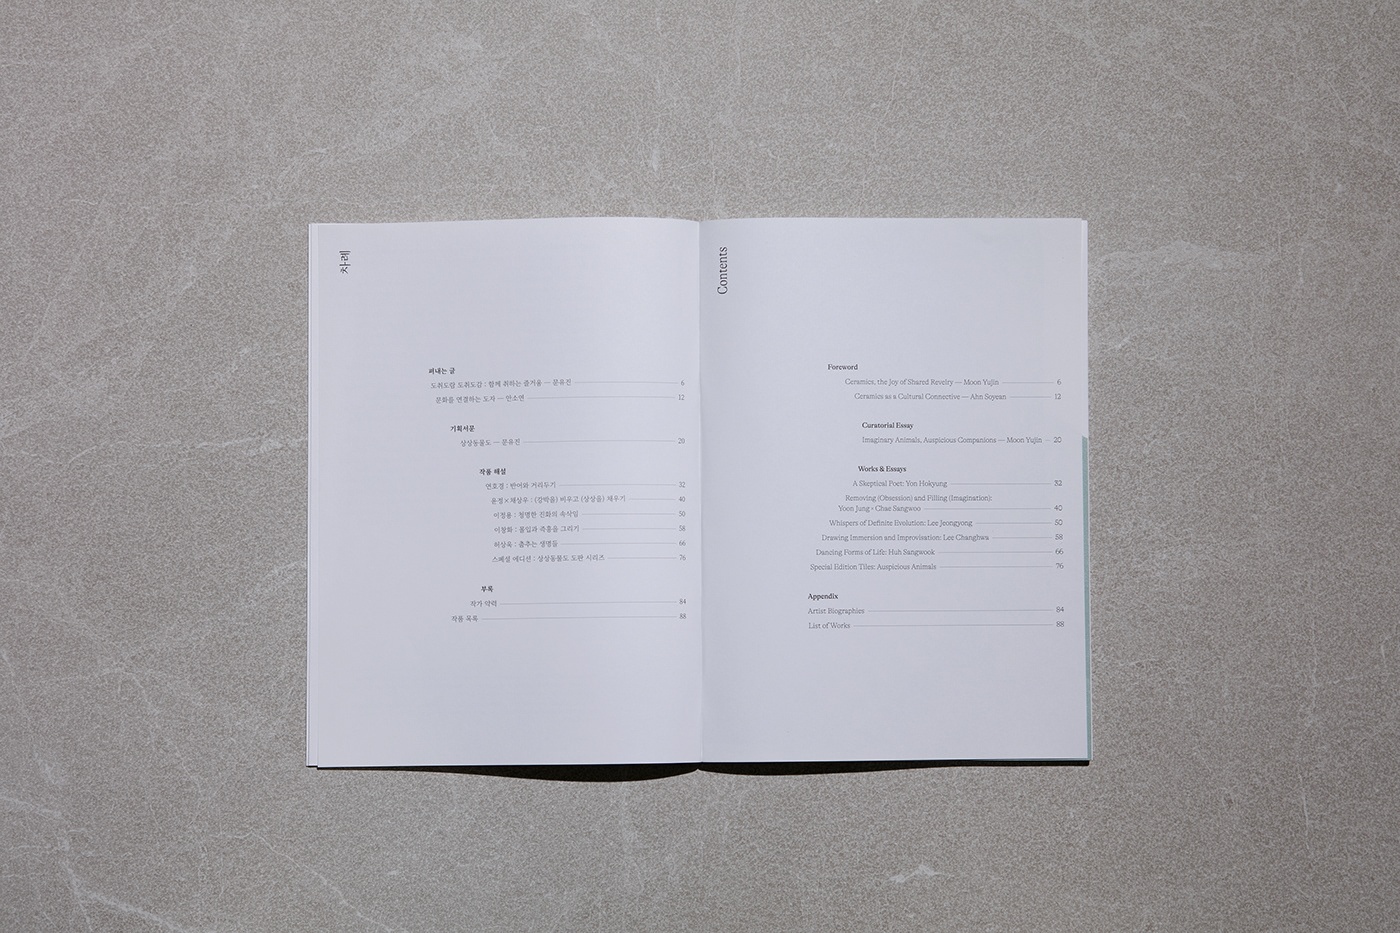 차례
펴내는 글
도취도람 도취도감 : 함께 취하는 즐거움 — 문유진 6
문화를 연결하는 도자 — 안소연 12
기획서문
상상동물도 — 문유진 20
작품 해설
연호경 : 반어와 거리두기 32
윤정×채상우 : (강박을) 비우고 (상상을) 채우기 40
이정용 : 청명한 진화의 속삭임 50
이창화 : 몰입과 즉흥을 그리기 58
허상욱 : 춤추는 생명들 66
스페셜 에디션 : 상상동물도 도판 시리즈 76
부록
작가 약력 84
작품 목록 88
Contents
Foreword
Ceramics, the Joy of Shared Revelry — Moon Yujin 6
Ceramics as a Cultural Connective — Ahn Soyean 12
Curatorial Essay
Imaginary Animals, Auspicious Companions — Moon Yujin 20
Works & Essays
A Skeptical Poet: Yon Hokyung 32
Removing (Obsession) and Filling (Imagination):
Yoon Jung × Chae Sangwoo 40
Whispers of Definite Evolution: Lee Jeongyong 50
Drawing Immersion and Improvisation: Lee Changhwa 58
Dancing Forms of Life: Huh Sangwook 66
Special Edition Tiles: Auspicious Animals 76
Appendix
Artist Biographies 84
List of Works 88